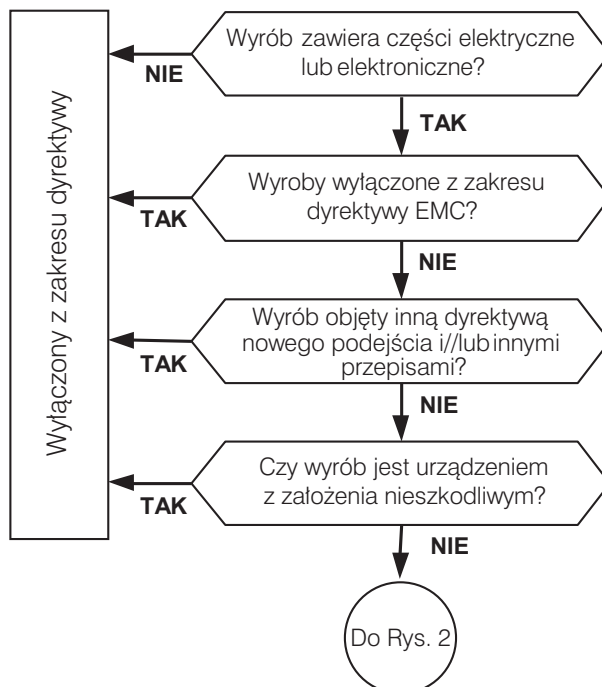 Wyrób zawiera części elektryczne
lub elektroniczne?
NIE
TAK
Wyłączony z zakresu dyrektywy
Wyroby wyłączone z zakresu
dyrektywy EMC?
TAK
NIE
Wyrób objęty inną dyrektywą
nowego podejścia i//lub innymi
przepisami?
TAK
NIE
Czy wyrób jest urządzeniem
z założenia nieszkodliwym?
TAK
NIE
Do Rys. 2